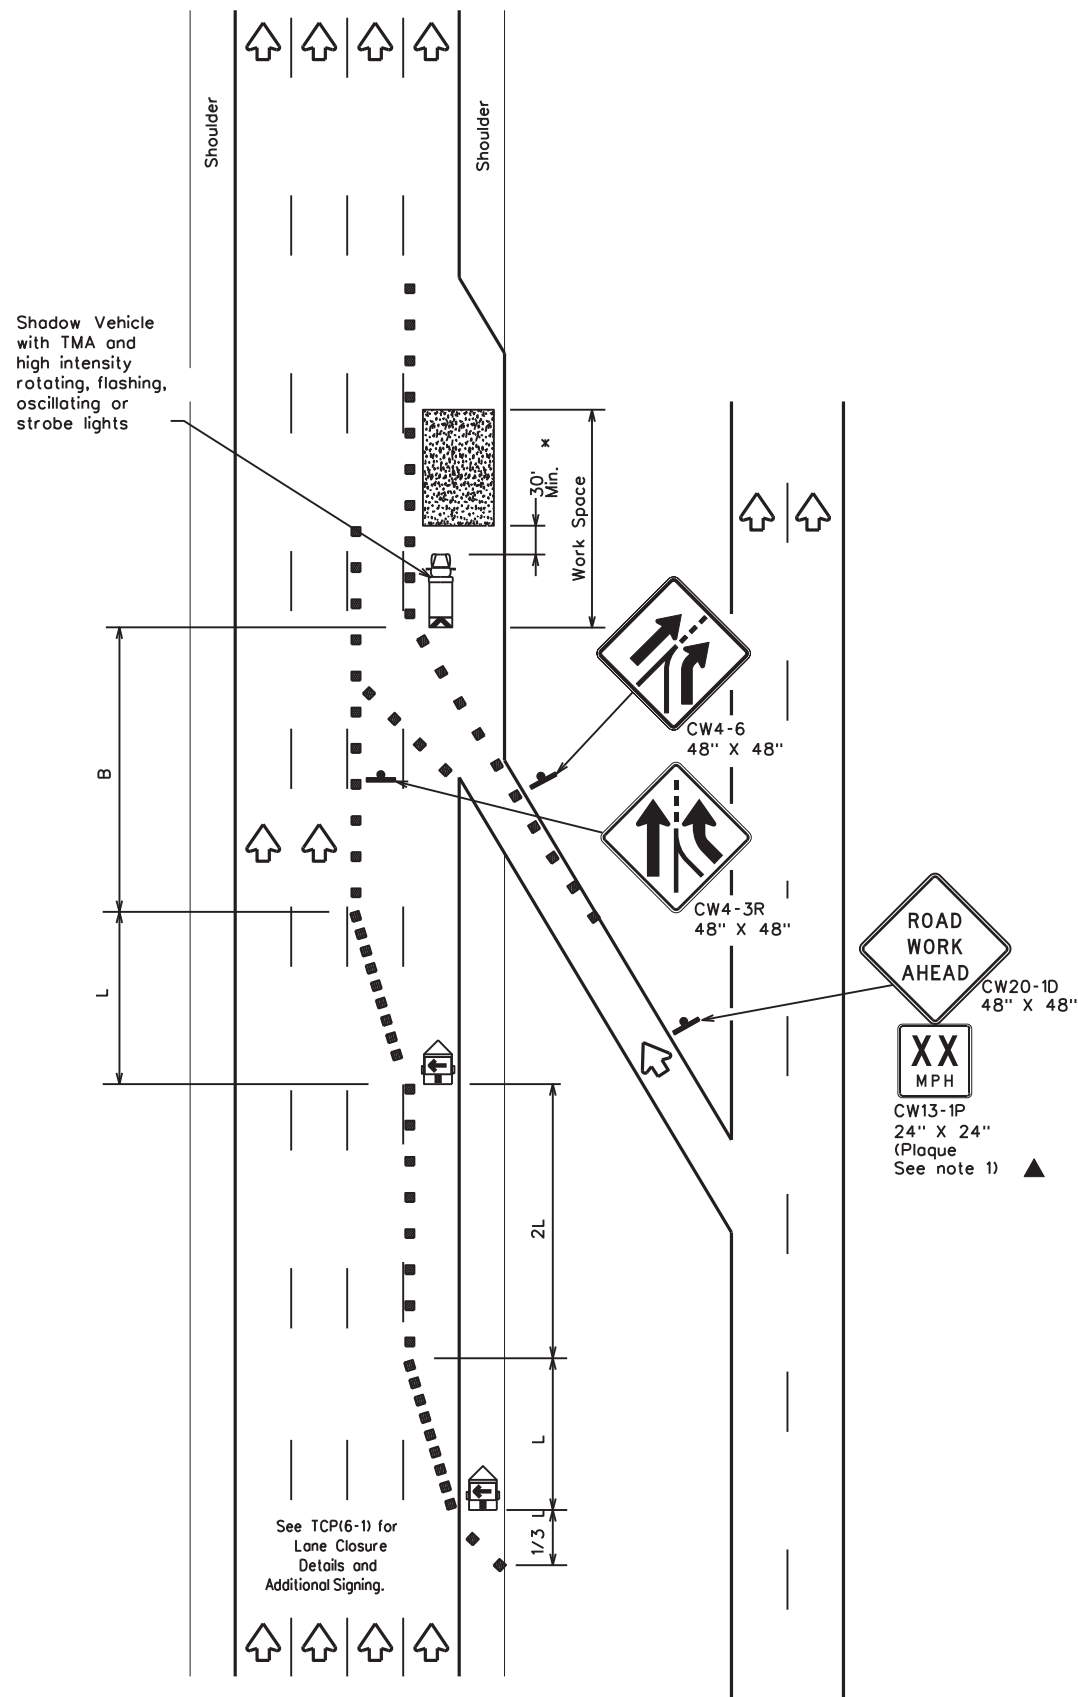 Shoulder
Shoulder
Shadow Vehicle
with TMA and
high intensity
rotating, flashing,
oscillating or
strobe lights
*
30'
Min.
Work Space
CW4-6
48" X 48"
B
CW4-3R
48" X 48"
ROAD
WORK
AHEAD
CW20-1D
48" X 48"
L
XX
MPH
CW13-1P
24" X 24"
(Plaque
See note 1)
2L
L
1/3 L
See TCP(6-1) for
Lane Closure
Details and
Additional Signing.